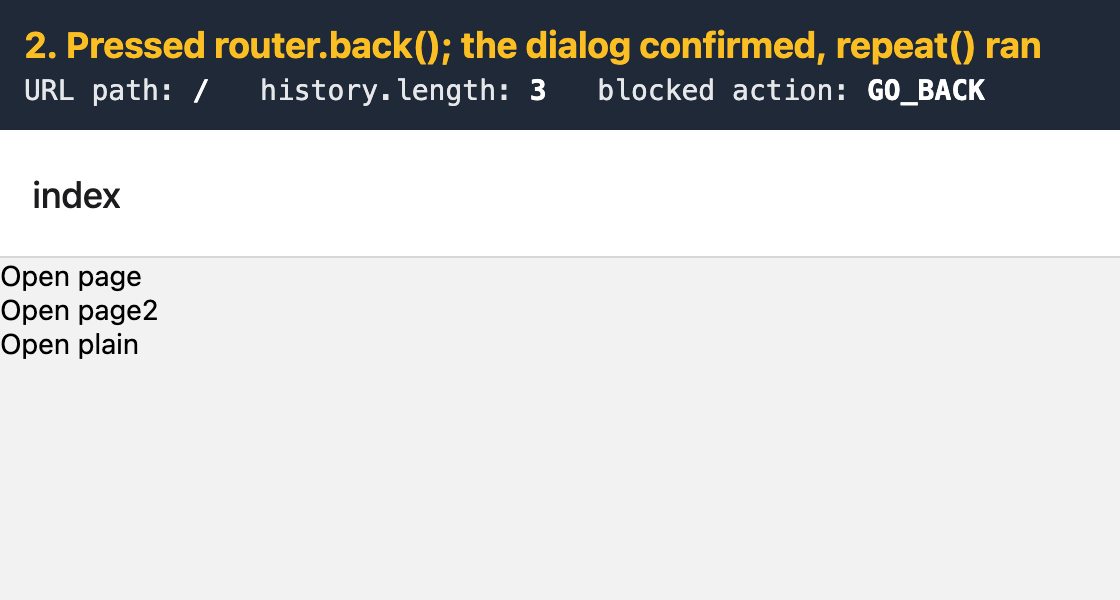 2. Pressed router.back(); the dialog confirmed, repeat() ran
URL path: /   history.length: 3   blocked action: GO_BACK
index
Open page
Open page2
Open plain